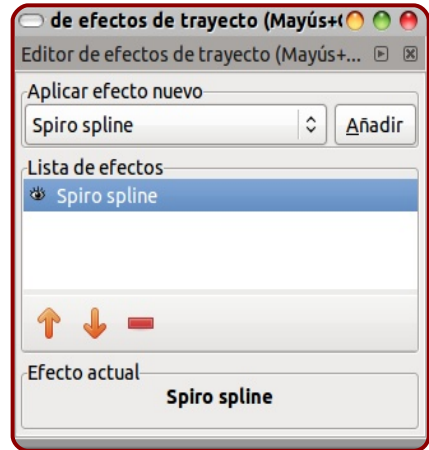 de efectos de trayecto (Mayús+
Editor de efectos de trayecto (Mayús+...
Aplicar efecto nuevo
Spiro spline
Añadir
Lista de efectos
Spiro spline
Efecto actual
Spiro spline